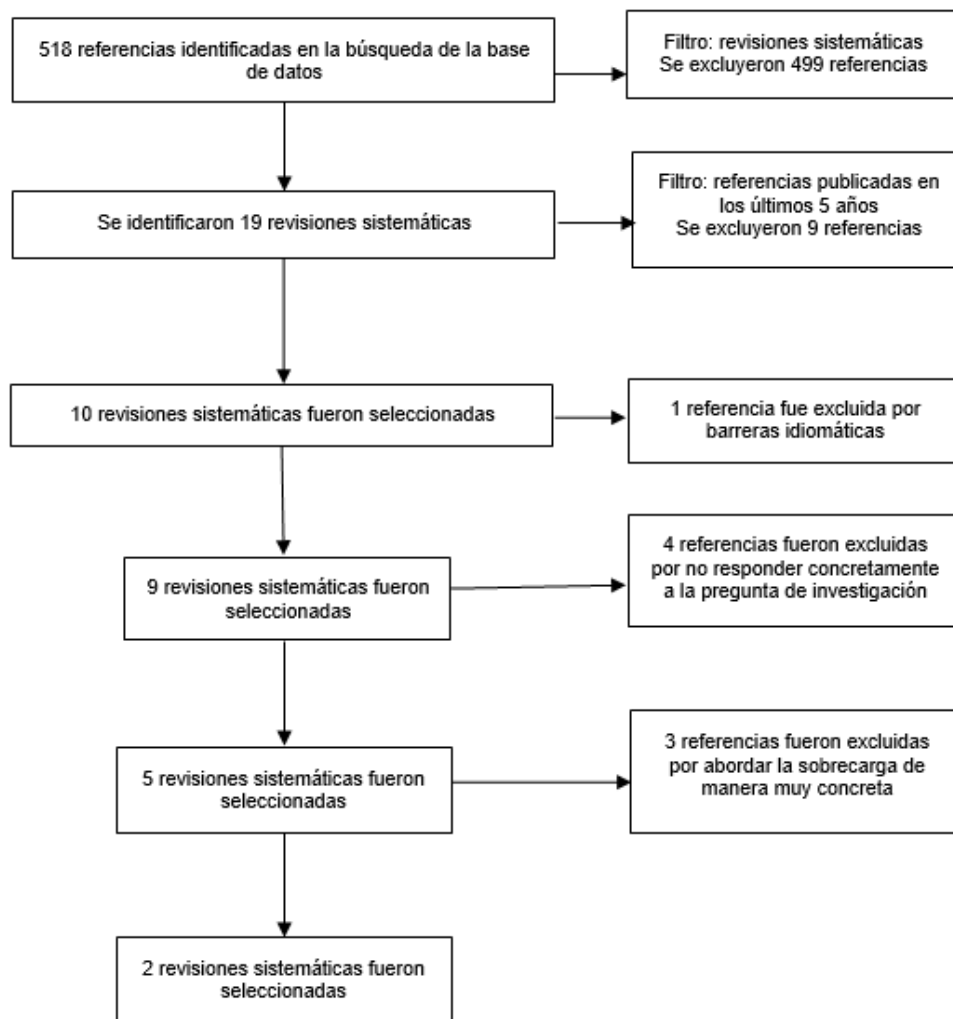 518 referencias identificadas en la búsqueda de la base
de datos
Filtro: revisiones sistemáticas
Se excluyeron 499 referencias
Se identificaron 19 revisiones sistemáticas
Filtro: referencias publicadas en
los últimos 5 años
Se excluyeron 9 referencias
10 revisiones sistemáticas fueron seleccionadas
1 referencia fue excluida por
barreras idiomáticas
9 revisiones sistemáticas fueron
seleccionadas
4 referencias fueron excluidas
por no responder concretamente
a la pregunta de investigación
5 revisiones sistemáticas fueron
seleccionadas
3 referencias fueron excluidas
por abordar la sobrecarga de
manera muy concreta
2 revisiones sistemáticas fueron
seleccionadas